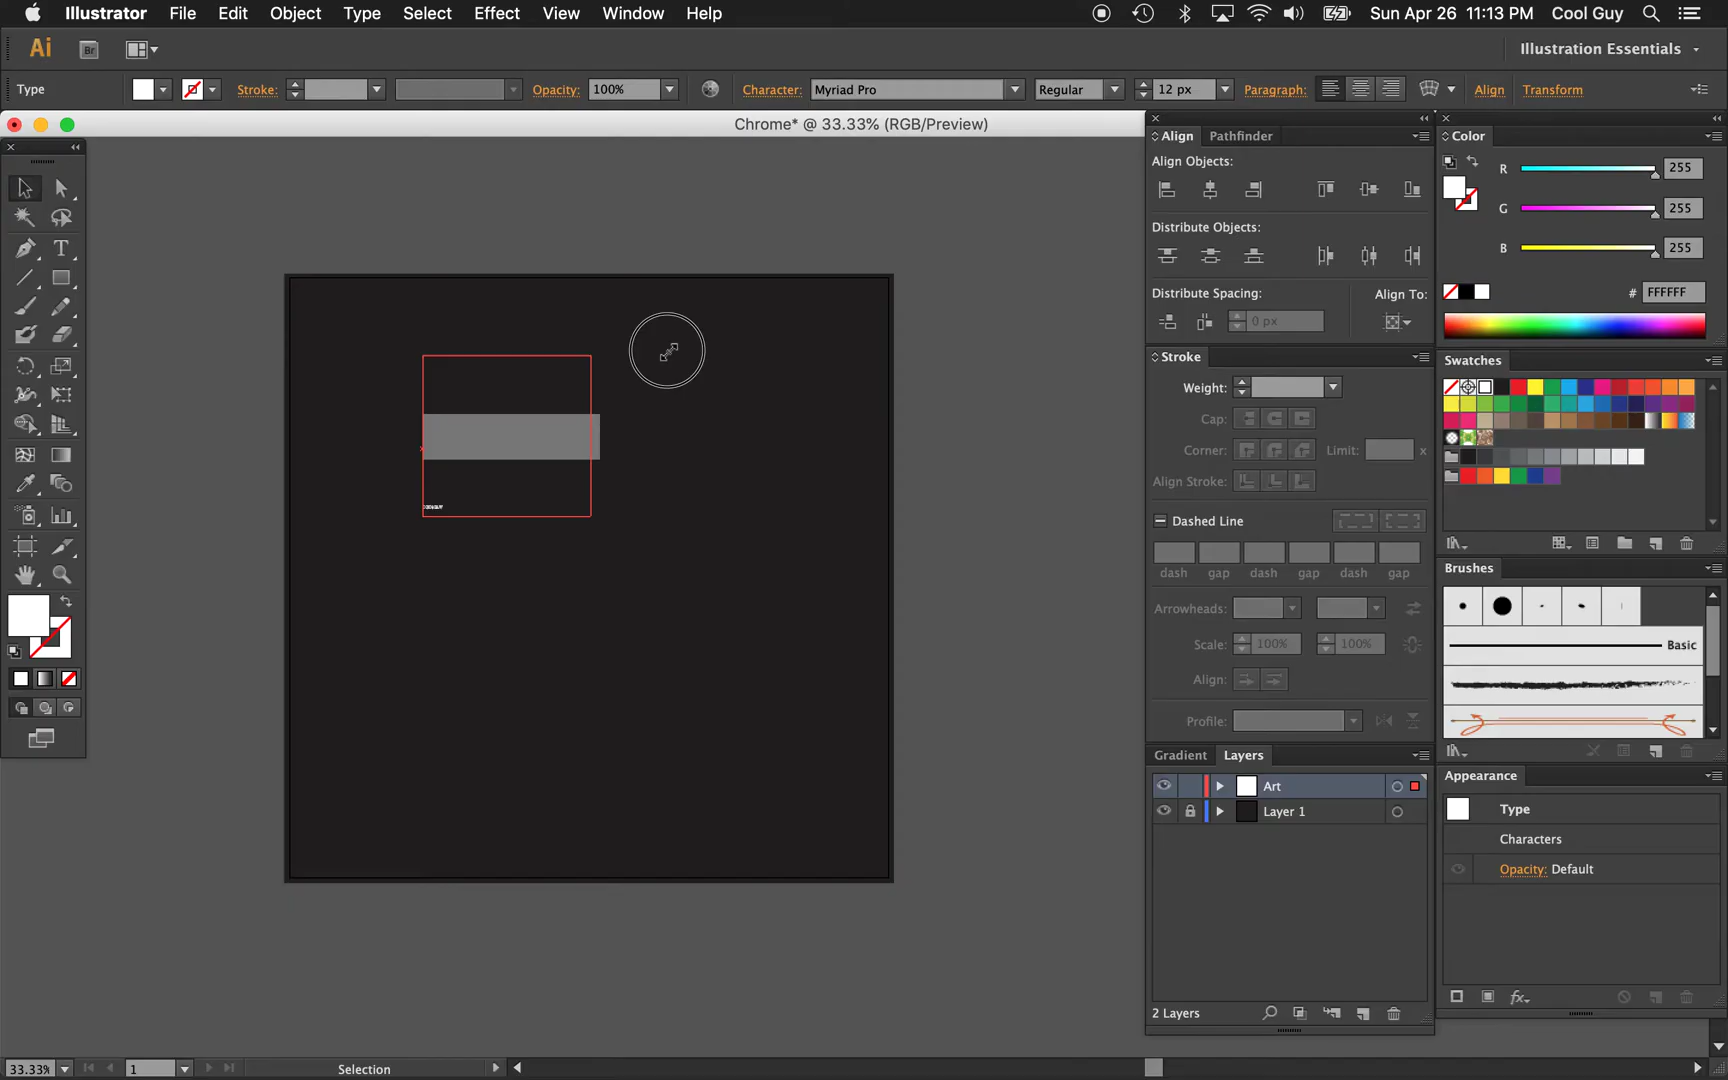 Illustrator File Edit Object Type Select Effect View Window Help Sun Apr 26 11:13 PM Cool Guy
Ai Br Illustration Essentials
Type Stroke: Opacity: 100% Character: Myriad Pro Regular 12 px Paragraph: Align Transform
Chrome* @ 33.33% (RGB/Preview)
Align Pathfinder
Align Objects:
Distribute Objects:
Distribute Spacing: Align To:
0 px
Stroke
Weight:
Cap:
Corner: Limit: x
Align Stroke:
Dashed Line
dash gap dash gap dash gap
Arrowheads:
Scale: 100% 100%
Align:
Profile:
Gradient Layers
Art
Layer 1
2 Layers
Color
R 255
G 255
B 255
# FFFFFF
Swatches
Brushes
Basic
Appearance
Type
Characters
Opacity: Default
fx
T
33.33% 1 Selection